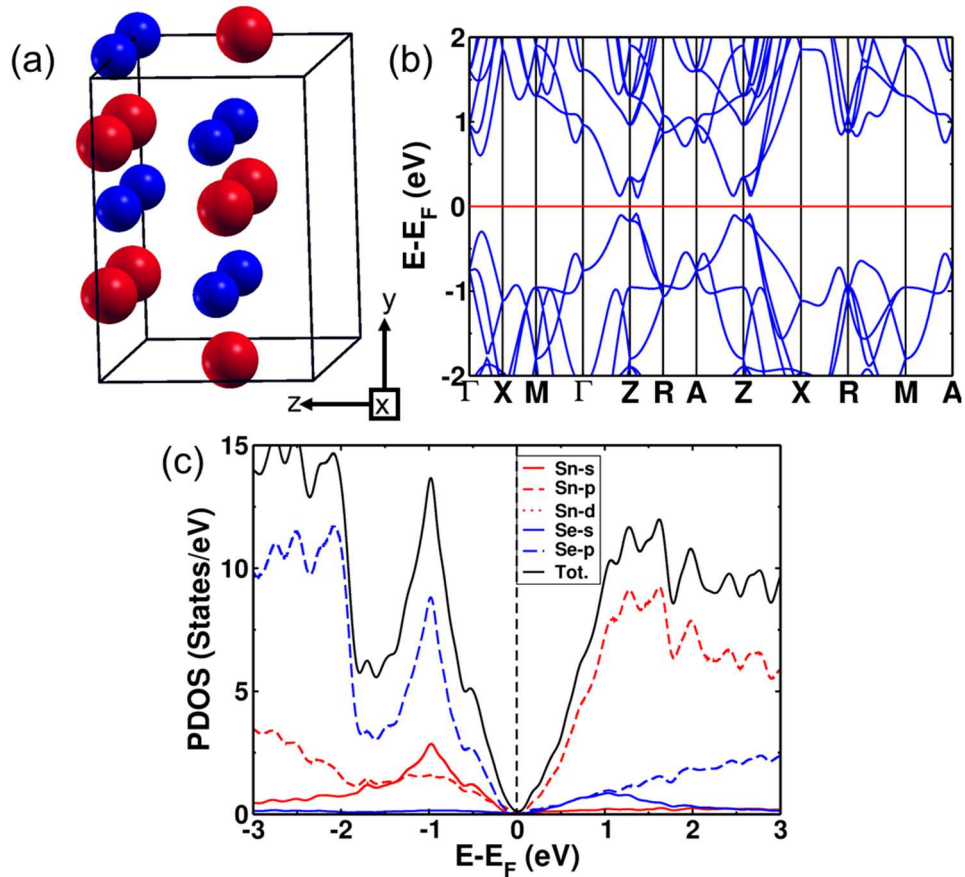 (a)
y
z
x
(b)
E-E_F (eV)
2
1
0
-1
-2
Γ X M Γ Z R A Z X R M A
(c)
PDOS (States/eV)
15
10
5
0
Sn-s
Sn-p
Sn-d
Se-s
Se-p
Tot.
-3 -2 -1 0 1 2 3
E-E_F (eV)